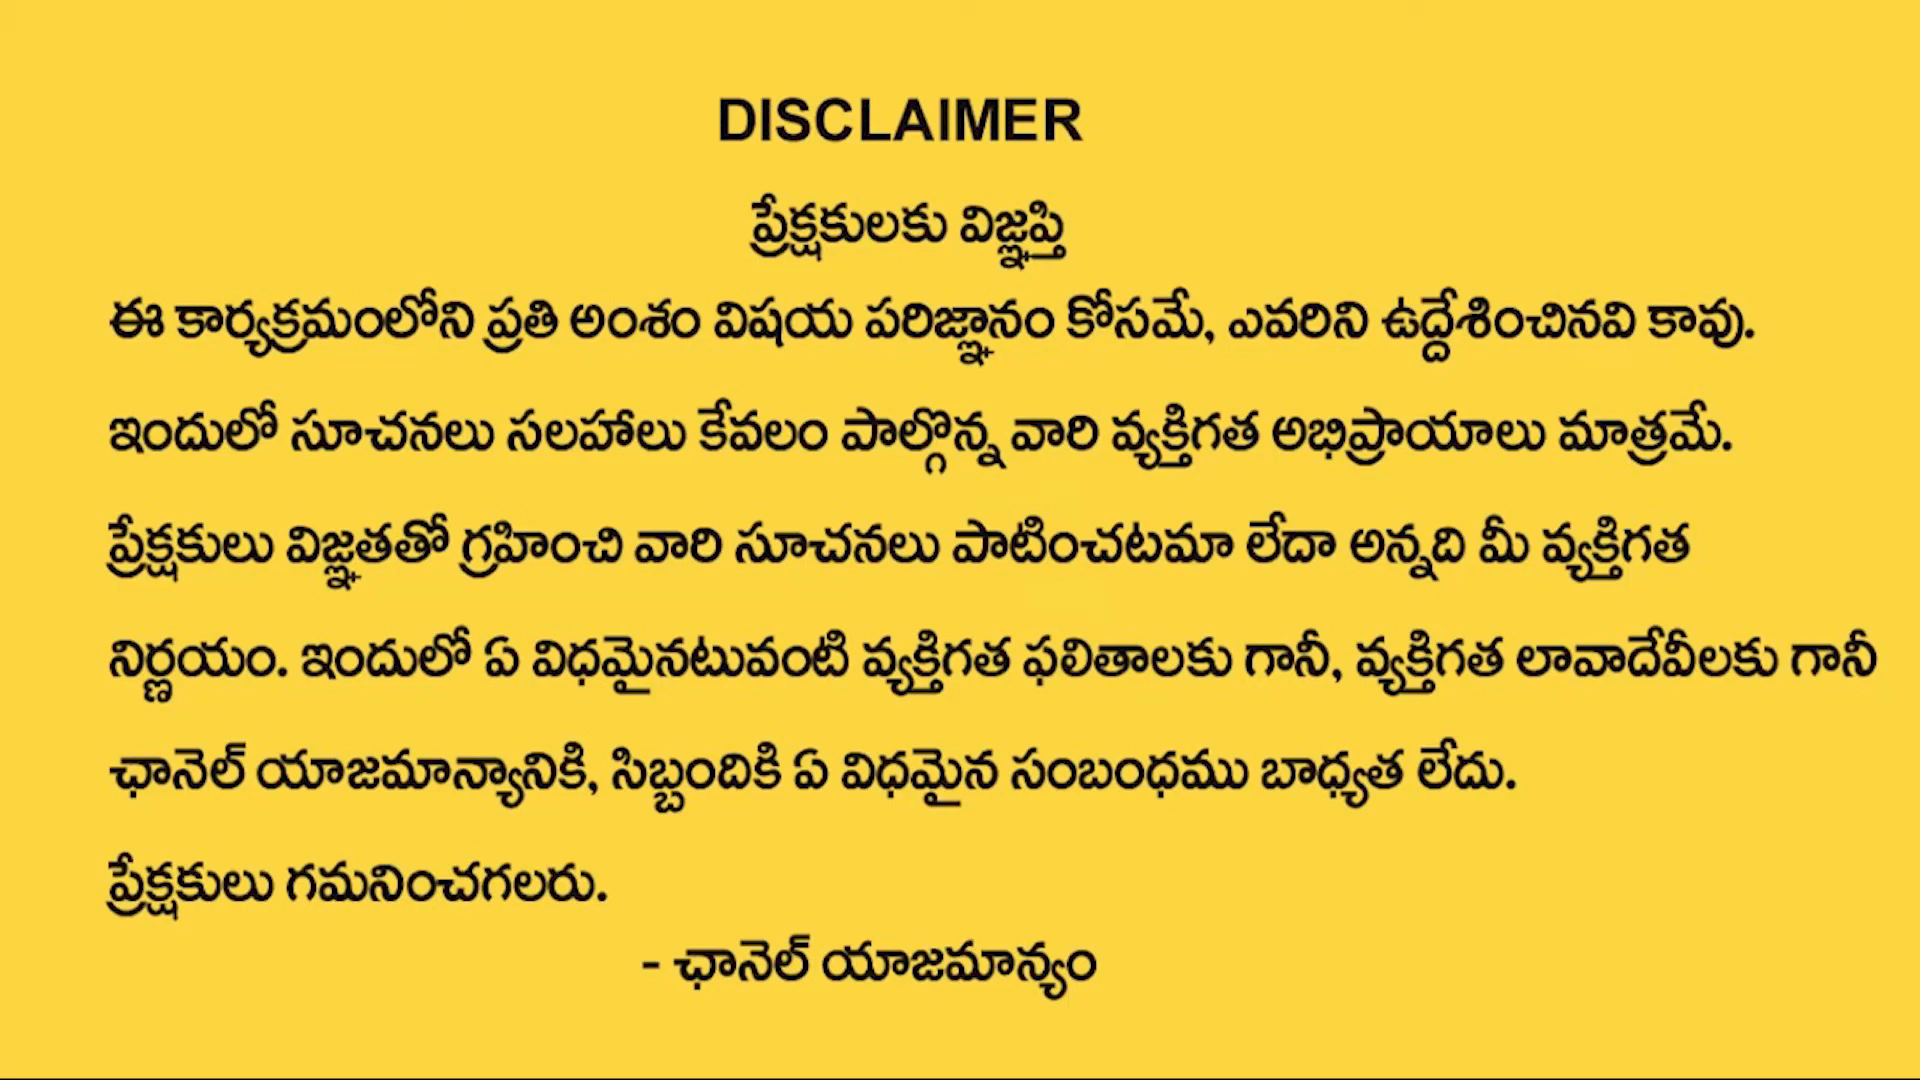 DISCLAIMER
ప్రేక్షకులకు విజ్ఞప్తి
ఈ కార్యక్రమంలోని ప్రతి అంశం విషయ పరిజ్ఞానం కోసమే, ఎవరిని ఉద్దేశించినవి కావు.
ఇందులో సూచనలు సలహాలు కేవలం పాల్గొన్న వారి వ్యక్తిగత అభిప్రాయాలు మాత్రమే.
ప్రేక్షకులు విజ్ఞతతో గ్రహించి వారి సూచనలు పాటించటమా లేదా అన్నది మీ వ్యక్తిగత
నిర్ణయం. ఇందులో ఏ విధమైనటువంటి వ్యక్తిగత ఫలితాలకు గానీ, వ్యక్తిగత లావాదేవీలకు గానీ
ఛానెల్ యాజమాన్యానికి, సిబ్బందికి ఏ విధమైన సంబంధము బాధ్యత లేదు.
ప్రేక్షకులు గమనించగలరు.
- ఛానెల్ యాజమాన్యం